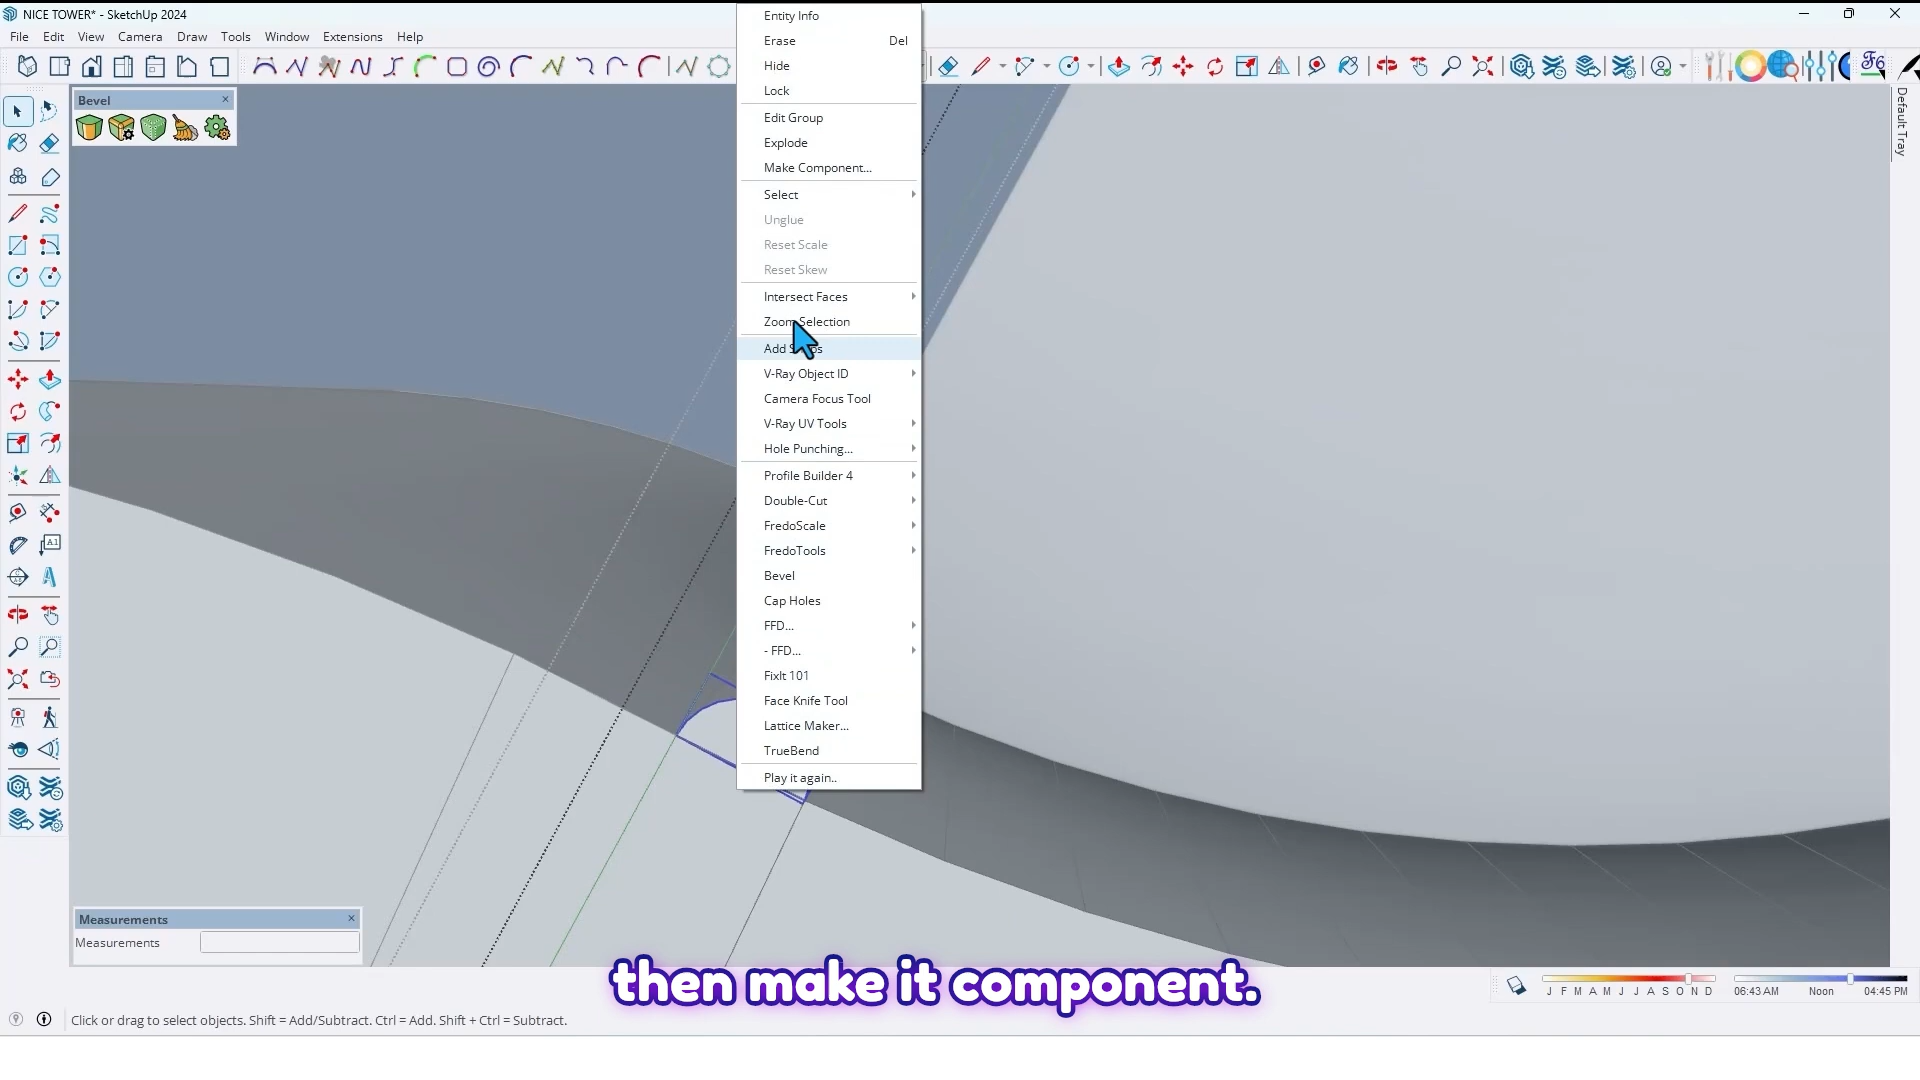 NICE TOWER* - SketchUp 2024
File Edit View Camera Draw Tools Window Extensions Help
Bevel
Default Tray
Entity Info
Erase Del
Hide
Lock
Edit Group
Explode
Make Component...
Select
Unglue
Reset Scale
Reset Skew
Intersect Faces
Zoom Selection
Add
V-Ray Object ID
Camera Focus Tool
V-Ray UV Tools
Hole Punching...
Profile Builder 4
Double-Cut
FredoScale
FredoTools
Bevel
Cap Holes
FFD...
- FFD...
FixIt 101
Face Knife Tool
Lattice Maker...
TrueBend
Play it again..
Measurements
Measurements
then make it component.
J F M A M J J A S O N D 06:43 AM Noon 04:45 PM
Click or drag to select objects. Shift = Add/Subtract. Ctrl = Add. Shift + Ctrl = Subtract.